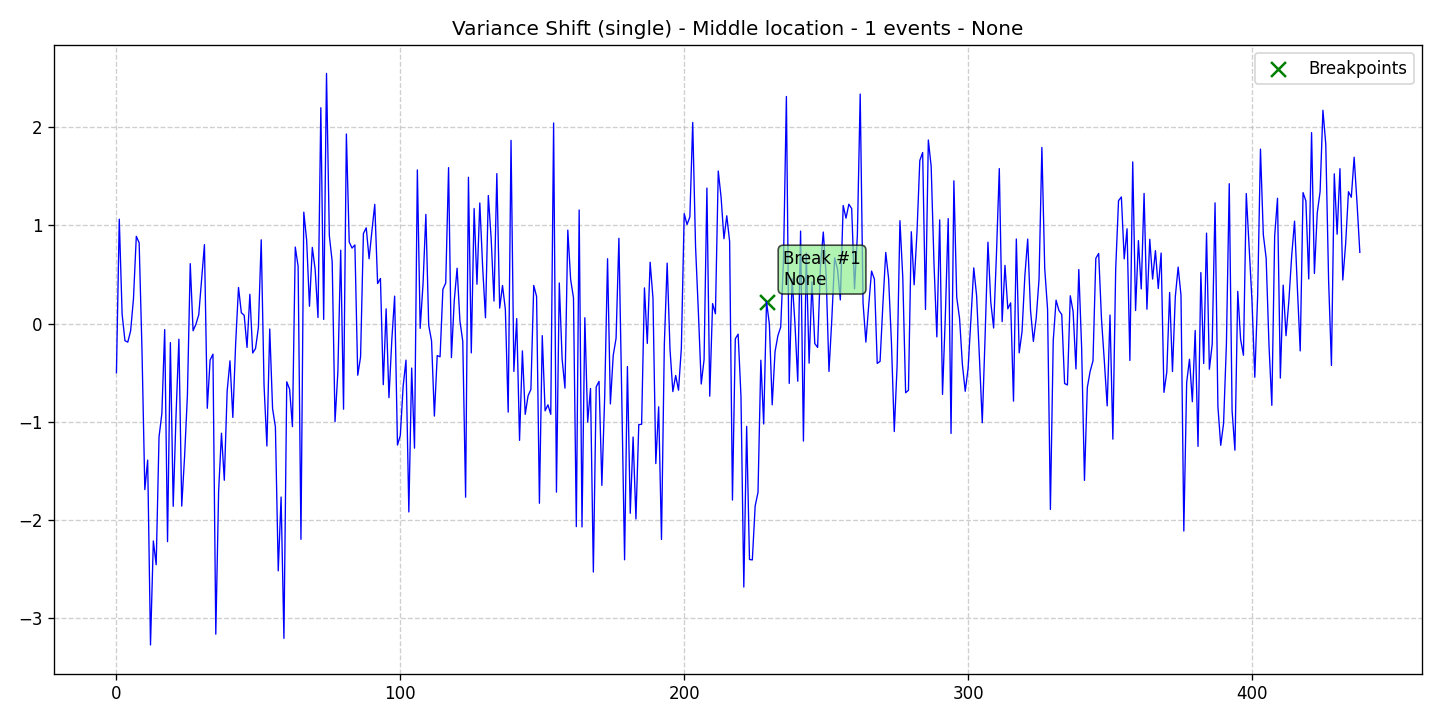 Variance Shift (single) - Middle location - 1 events - None
Breakpoints
Break #1
None
2
1
0
−1
−2
−3
0
100
200
300
400